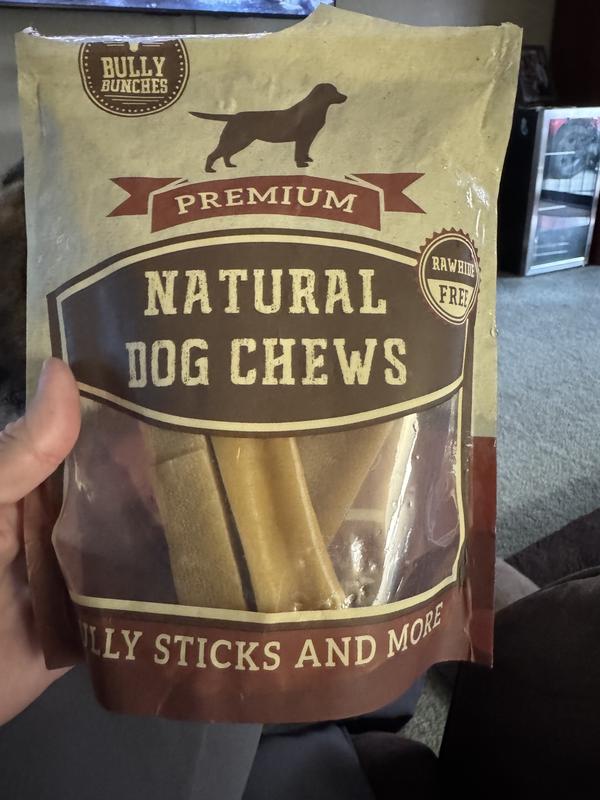 BULLY
BUNCHES
PREMIUM
RAWHIDE
FREE
NATURAL
DOG CHEWS
ULLY STICKS AND MORE